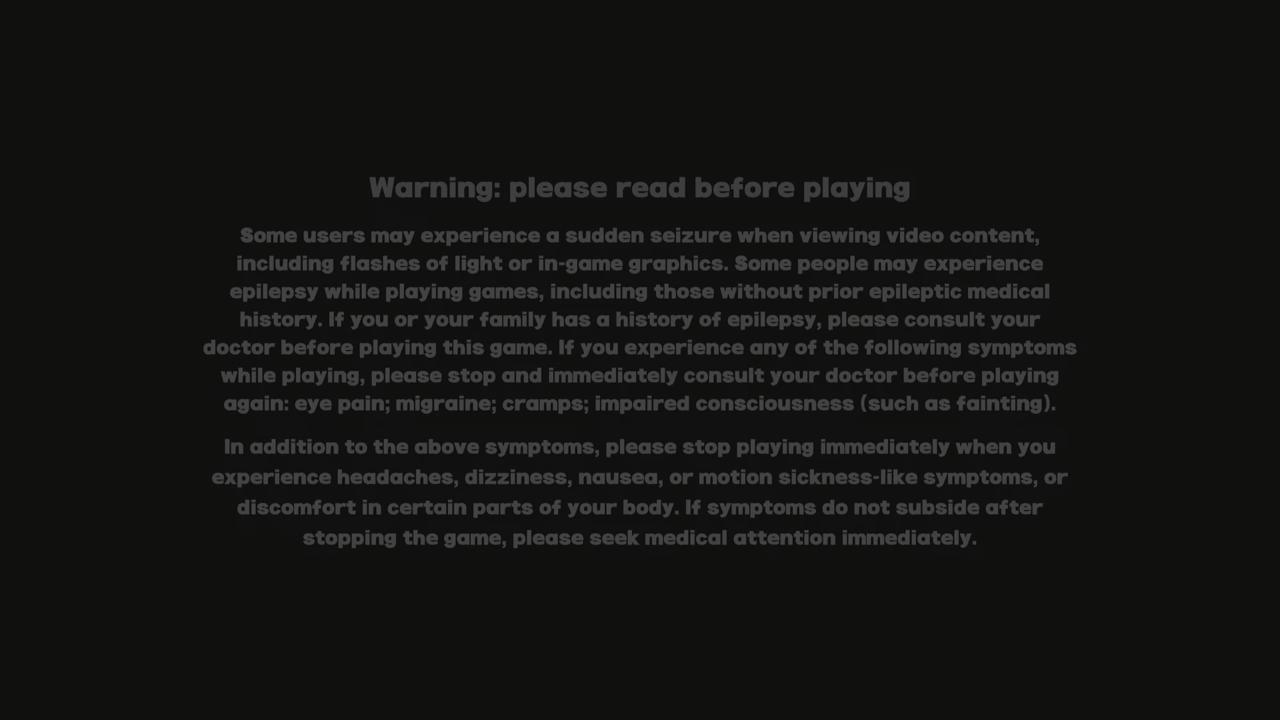 Warning: please read before playing
Some users may experience a sudden seizure when viewing video content,
including flashes of light or in-game graphics. Some people may experience
epilepsy while playing games, including those without prior epileptic medical
history. If you or your family has a history of epilepsy, please consult your
doctor before playing this game. If you experience any of the following symptoms
while playing, please stop and immediately consult your doctor before playing
again: eye pain; migraine; cramps; impaired consciousness (such as fainting).
In addition to the above symptoms, please stop playing immediately when you
experience headaches, dizziness, nausea, or motion sickness-like symptoms, or
discomfort in certain parts of your body. If symptoms do not subside after
stopping the game, please seek medical attention immediately.